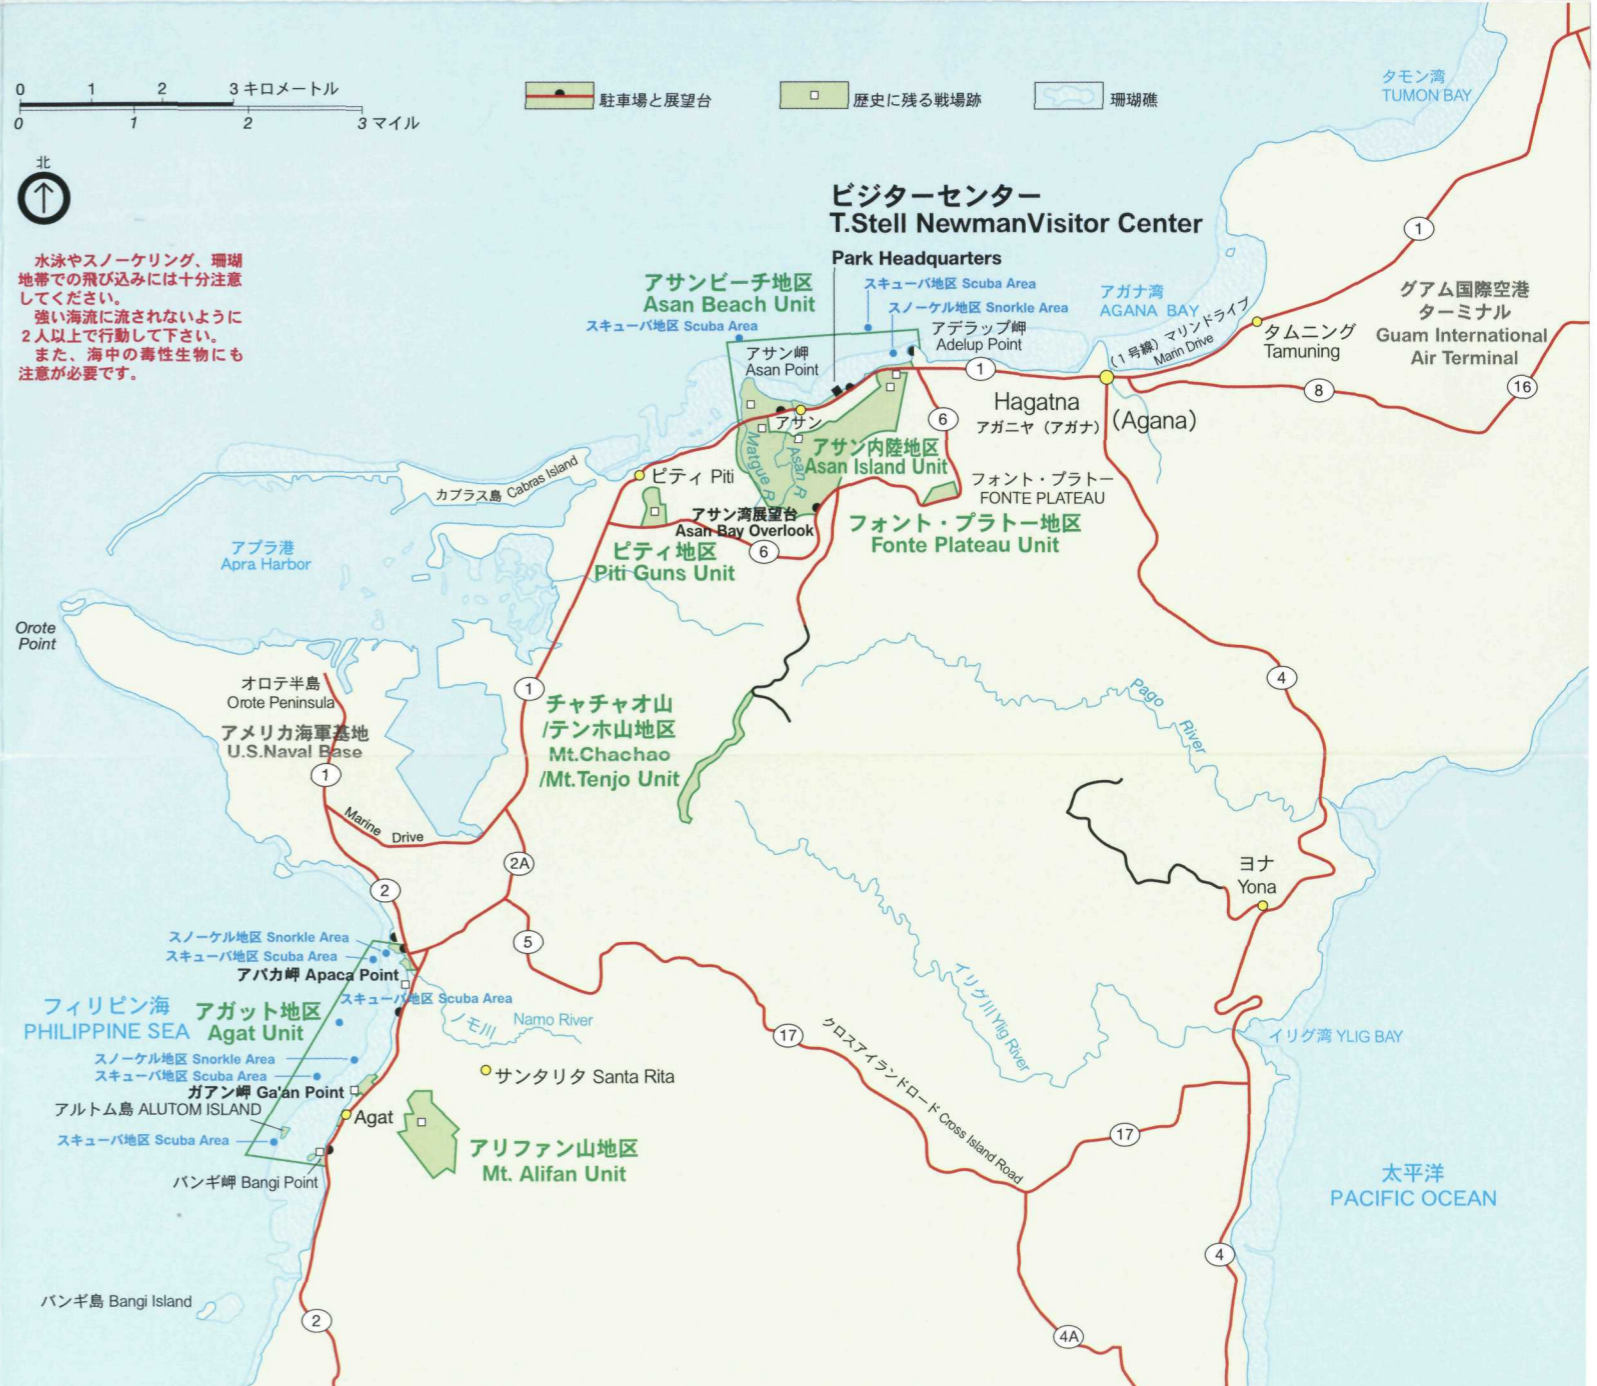 0 1 2 3 キロメートル
0 1 2 3 マイル
駐車場と展望台
歴史に残る戦場跡
珊瑚礁
北
水泳やスノーケリング、珊瑚
地帯での飛び込みには十分注意
してください。
強い海流に流されないように
2人以上で行動して下さい。
また、海中の毒性生物にも
注意が必要です。
タモン湾
TUMON BAY
ビジターセンター
T.Stell NewmanVisitor Center
Park Headquarters
アサンビーチ地区
Asan Beach Unit
スキューバ地区 Scuba Area
スノーケル地区 Snorkle Area
スキューバ地区 Scuba Area
アデラップ岬
Adelup Point
アサン岬
Asan Point
アガナ湾
AGANA BAY
(1号線) マリンドライブ
Marin Drive
タムニング
Tamuning
グアム国際空港
ターミナル
Guam International
Air Terminal
1
1
8
16
6
Hagatna
アガニヤ(アガナ)
(Agana)
アサン
Matgue R
Asan R
アサン内陸地区
Asan Island Unit
フォント・プラトー
FONTE PLATEAU
フォント・プラトー地区
Fonte Plateau Unit
カブラス島 Cabras Island
ピティ Piti
アサン湾展望台
Asan Bay Overlook
6
ピティ地区
Piti Guns Unit
アプラ港
Apra Harbor
Orote
Point
オロテ半島
Orote Peninsula
アメリカ海軍基地
U.S.Naval Base
1
1
Marine Drive
チャチャオ山
/テンホ山地区
Mt.Chachao
/Mt.Tenjo Unit
Pago River
4
ヨナ
Yona
2A
2
5
スノーケル地区 Snorkle Area
スキューバ地区 Scuba Area
アパカ岬 Apaca Point
スキューバ地区 Scuba Area
フィリピン海
PHILIPPINE SEA
アガット地区
Agat Unit
ノモ川
Namo River
スノーケル地区 Snorkle Area
スキューバ地区 Scuba Area
ガアン岬 Ga'an Point
アルトム島 ALUTOM ISLAND
スキューバ地区 Scuba Area
Agat
サンタリタ Santa Rita
アリファン山地区
Mt. Alifan Unit
バンギ岬 Bangi Point
バンギ島 Bangi Island
2
17
クロスアイランドロード Cross Island Road
イリグ川 Ylig River
イリグ湾 YLIG BAY
17
太平洋
PACIFIC OCEAN
4
4A